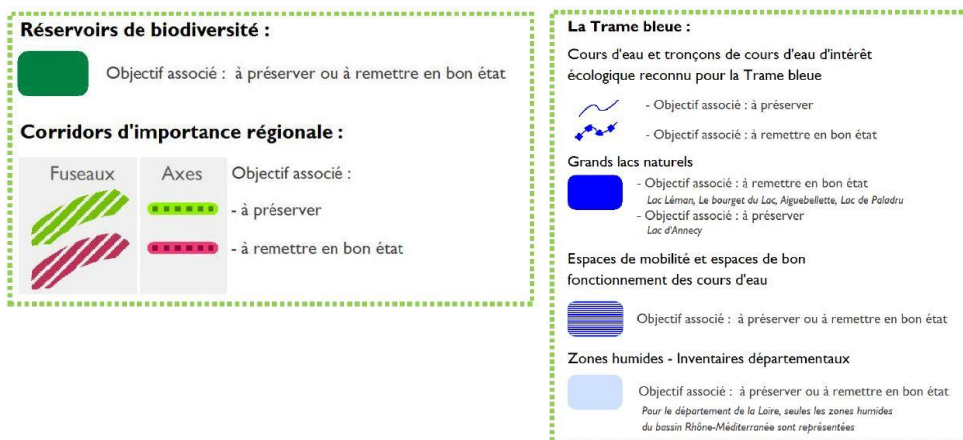 Réservoirs de biodiversité :
Objectif associé : à préserver ou à remettre en bon état
Corridors d'importance régionale :
Fuseaux Axes Objectif associé :
- à préserver
- à remettre en bon état
La Trame bleue :
Cours d'eau et tronçons de cours d'eau d'intérêt
écologique reconnu pour la Trame bleue
- Objectif associé : à préserver
- Objectif associé : à remettre en bon état
Grands lacs naturels
- Objectif associé : à remettre en bon état
Lac Léman, Le bourget du Lac, Aiguebellette, Lac de Paladru
- Objectif associé : à préserver
Lac d'Annecy
Espaces de mobilité et espaces de bon
fonctionnement des cours d'eau
Objectif associé : à préserver ou à remettre en bon état
Zones humides - Inventaires départementaux
Objectif associé : à préserver ou à remettre en bon état
Pour le département de la Loire, seules les zones humides
du bassin Rhône-Méditerranée sont représentées